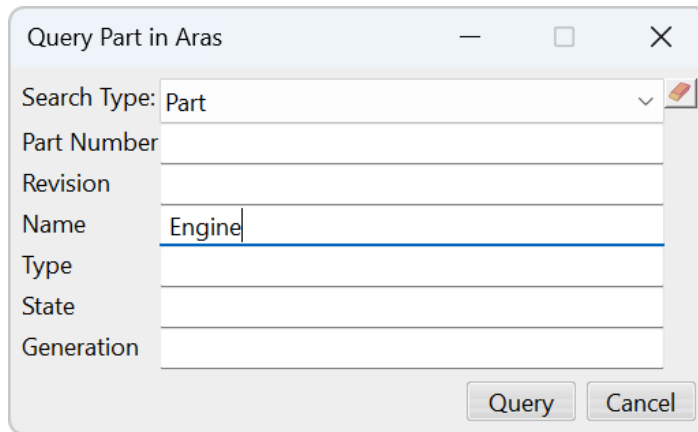 Query Part in Aras
Search Type: Part
Part Number
Revision
Name Engine
Type
State
Generation
Query Cancel